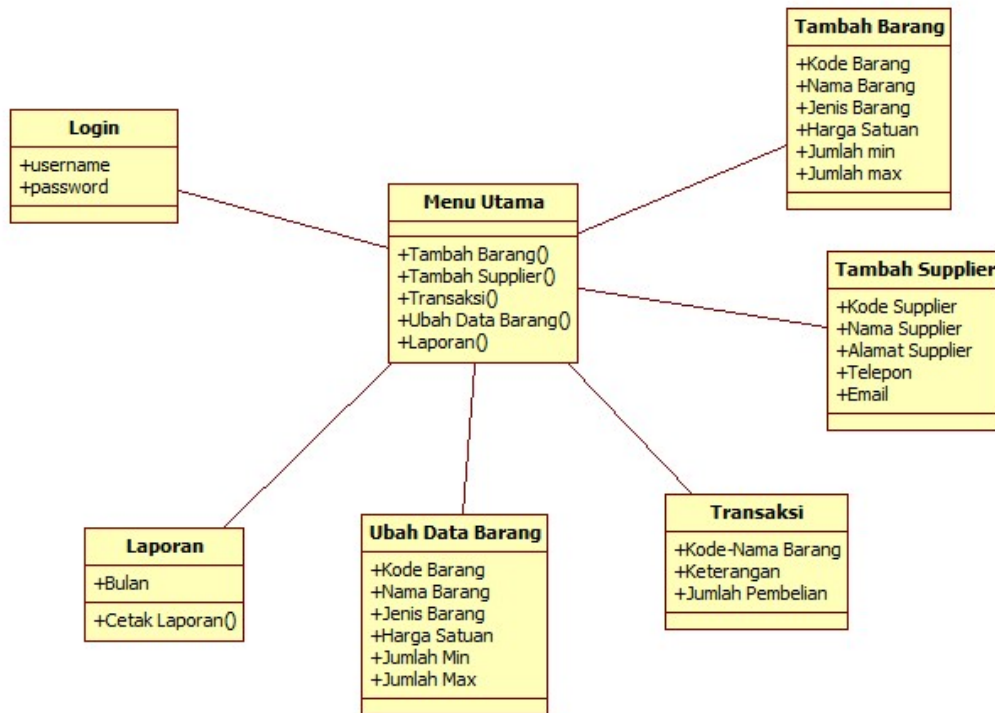 Login
+username
+password
Menu Utama
+Tambah Barang()
+Tambah Supplier()
+Transaksi()
+Ubah Data Barang()
+Laporan()
Tambah Barang
+Kode Barang
+Nama Barang
+Jenis Barang
+Harga Satuan
+Jumlah min
+Jumlah max
Tambah Supplier
+Kode Supplier
+Nama Supplier
+Alamat Supplier
+Telepon
+Email
Laporan
+Bulan
+Cetak Laporan()
Ubah Data Barang
+Kode Barang
+Nama Barang
+Jenis Barang
+Harga Satuan
+Jumlah Min
+Jumlah Max
Transaksi
+Kode-Nama Barang
+Keterangan
+Jumlah Pembelian